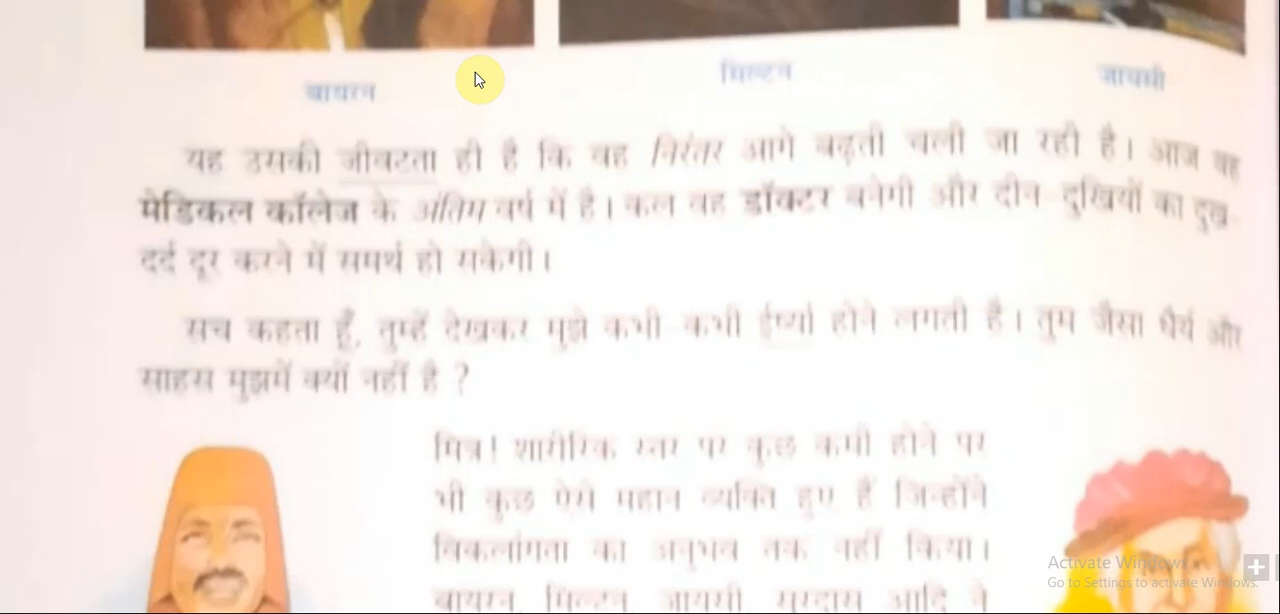 बायरन मिल्टन जायसी
यह उसकी जीवटता ही है कि वह निरंतर आगे बढ़ती चली जा रही है। आज वह
मेडिकल कॉलेज के अंतिम वर्ष में है। कल वह डॉक्टर बनेगी और दीन-दुखियों का दुख-
दर्द दूर करने में समर्थ हो सकेगी।
सच कहता हूँ, तुम्हें देखकर मुझे कभी-कभी ईर्ष्या होने लगती है। तुम जैसा धैर्य और
साहस मुझमें क्यों नहीं है ?
मित्र! शारीरिक स्तर पर कुछ कमी होने पर
भी कुछ ऐसे महान व्यक्ति हुए हैं जिन्होंने
विकलांगता का अनुभव तक नहीं किया।
बायरन, मिल्टन, जायसी, सूरदास आदि ने
Activate Windows
Go to Settings to activate Windows.